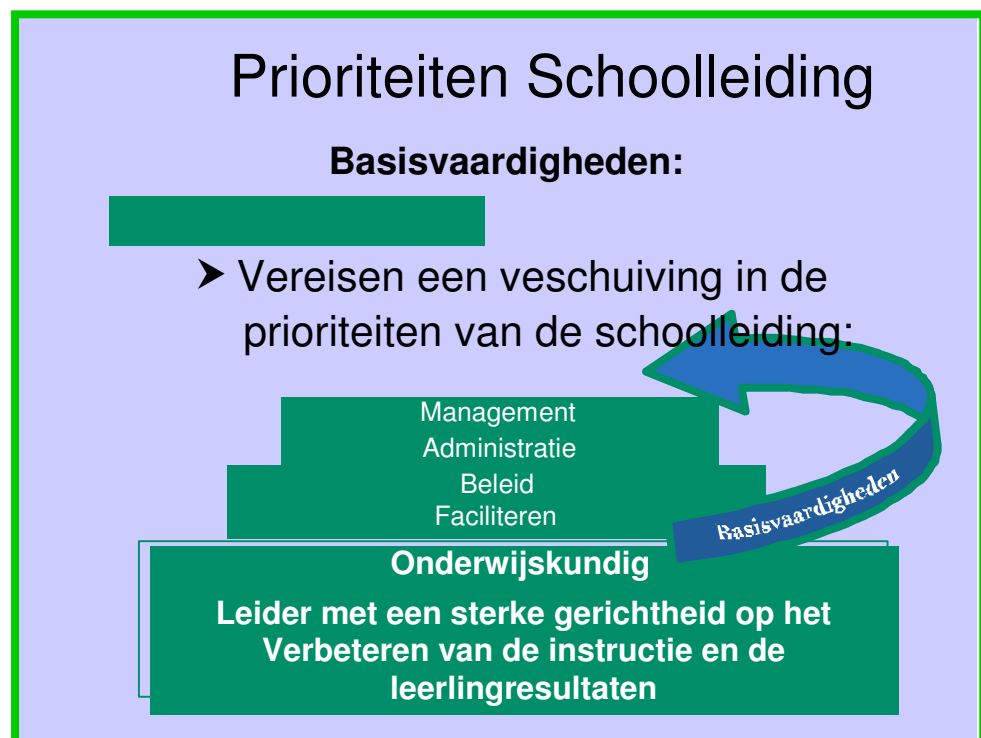 Prioriteiten Schoolleiding
Basisvaardigheden:
➤ Vereisen een veschuiving in de
prioriteiten van de schoolleiding:
Management
Administratie
Beleid
Faciliteren
Basisvaardigheden
Onderwijskundig
Leider met een sterke gerichtheid op het
Verbeteren van de instructie en de
leerlingresultaten